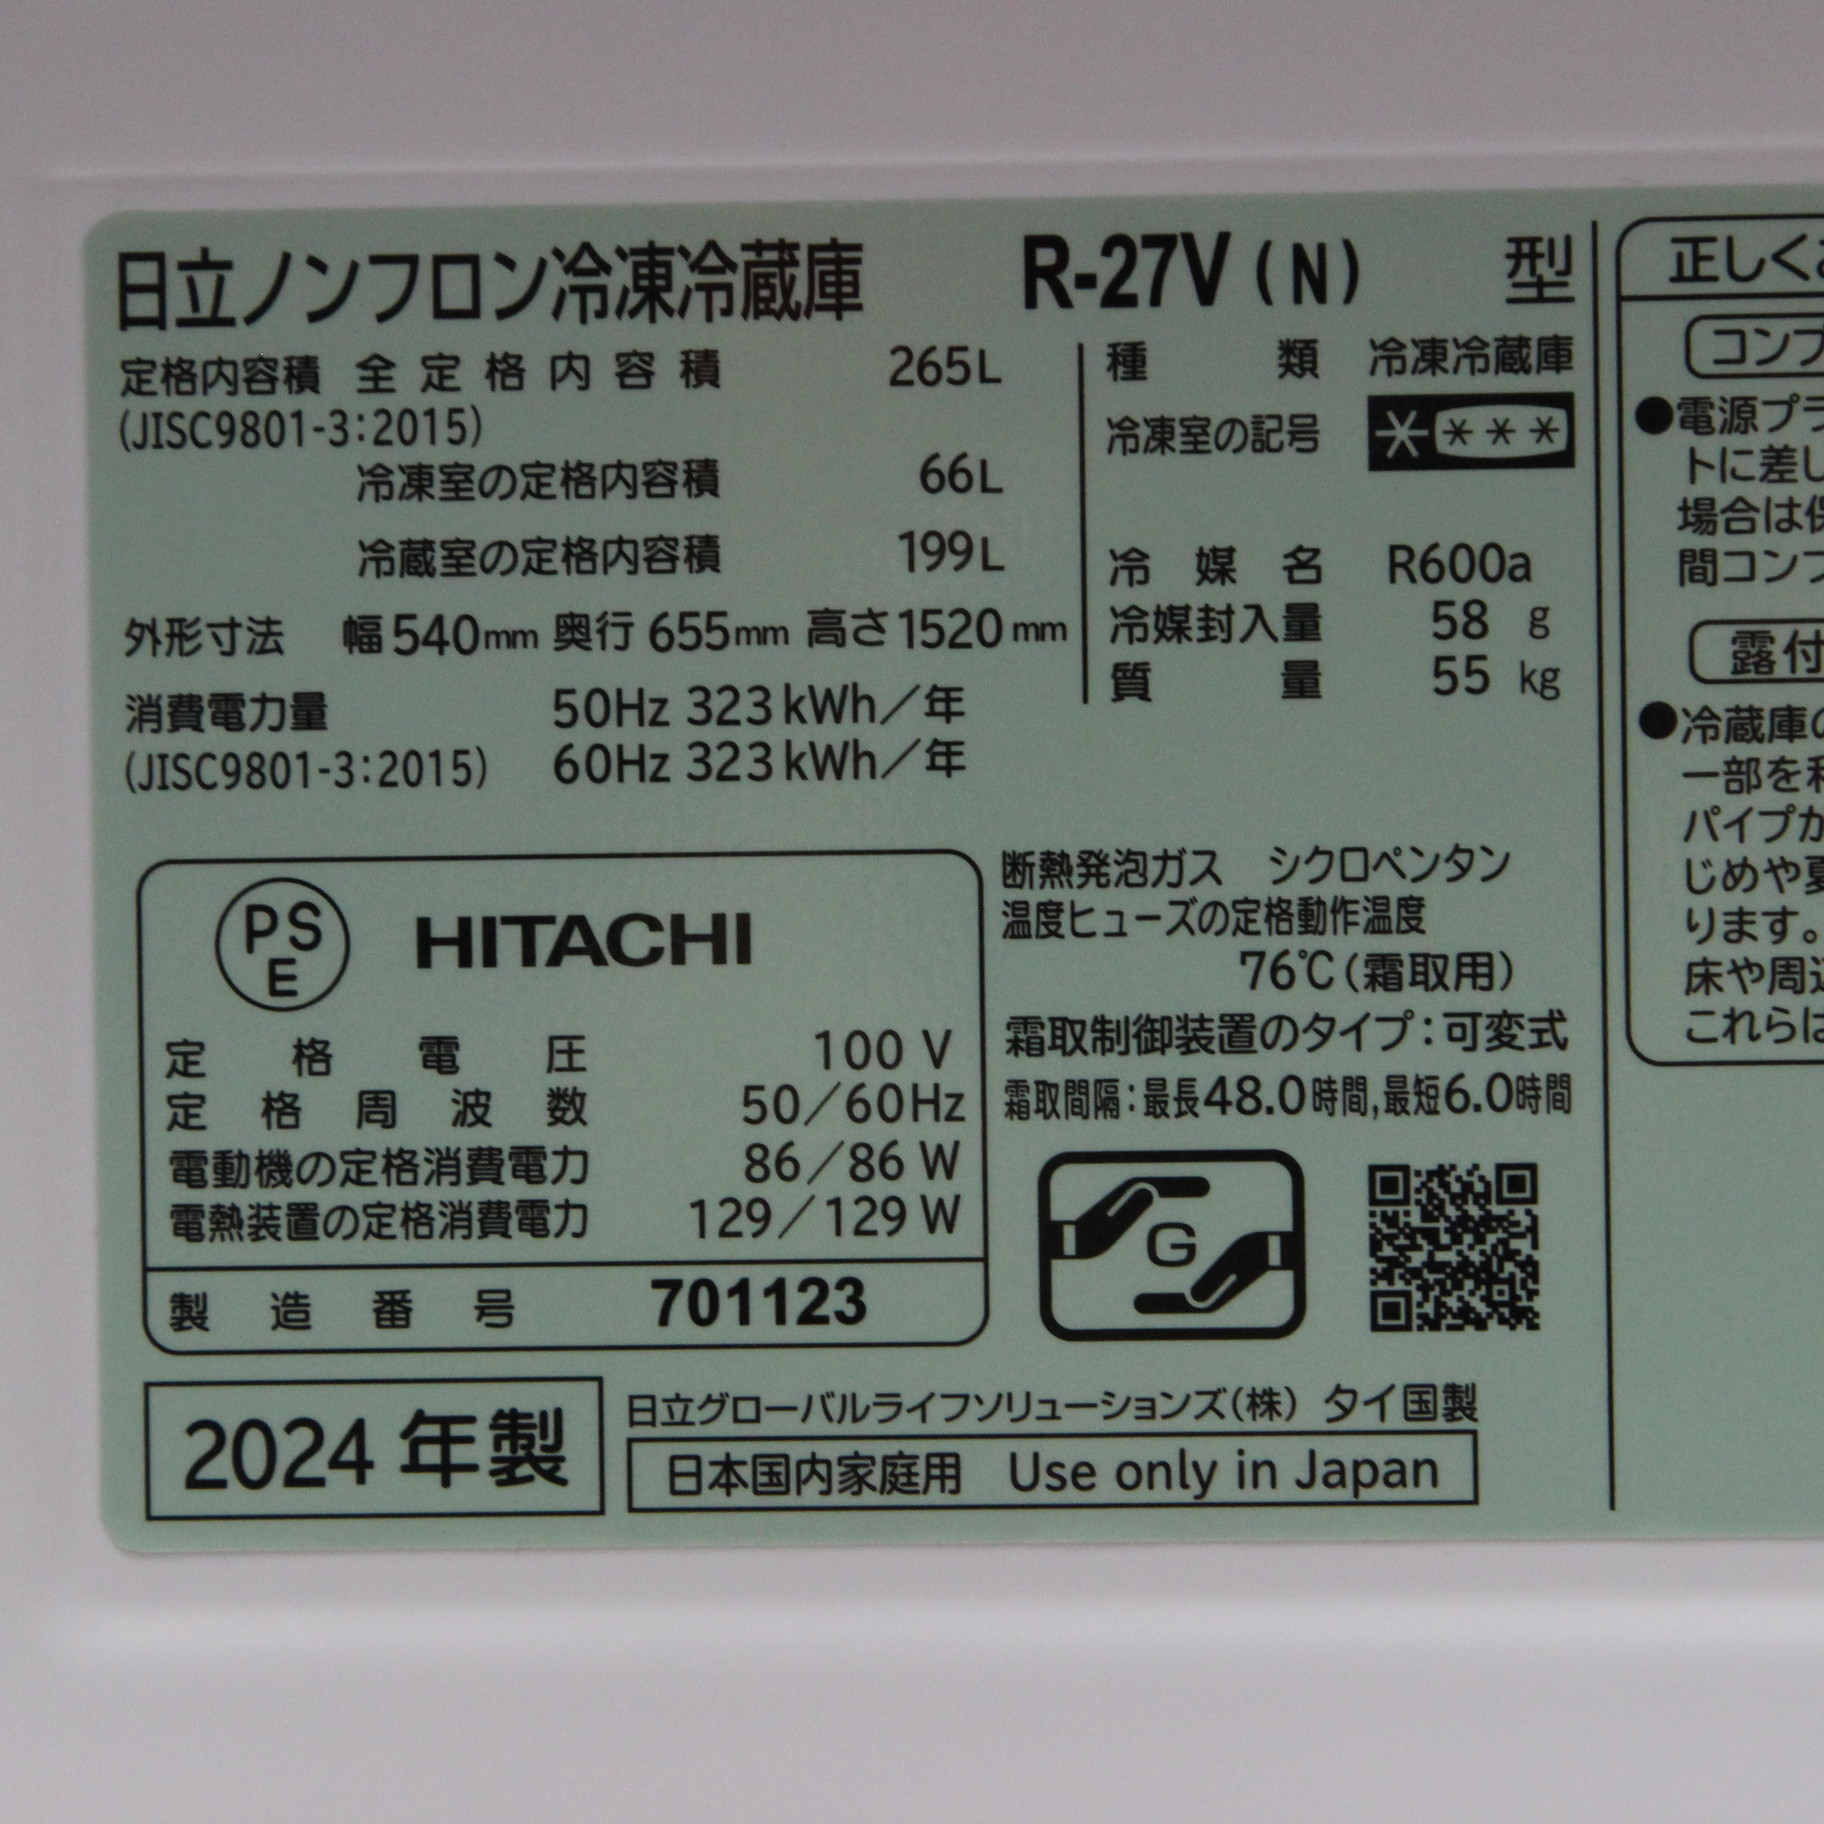 日立ノンフロン冷凍冷蔵庫 R-27V (N) 型
定格内容積 全定格内容積 265L
(JISC9801-3:2015)
冷凍室の定格内容積 66L
冷蔵室の定格内容積 199L
外形寸法 幅540mm 奥行655mm 高さ1520mm
消費電力量 50Hz 323kWh/年
(JISC9801-3:2015) 60Hz 323kWh/年
種類 冷凍冷蔵庫
冷凍室の記号 ****
冷媒名 R600a
冷媒封入量 58 g
質量 55 kg
PSE HITACHI
定格電圧 100 V
定格周波数 50/60Hz
電動機の定格消費電力 86/86 W
電熱装置の定格消費電力 129/129 W
製造番号 701123
断熱発泡ガス シクロペンタン
温度ヒューズの定格動作温度
76℃(霜取用)
霜取制御装置のタイプ:可変式
霜取間隔:最長48.0時間,最短6.0時間
G
2024年製
日立グローバルライフソリューションズ(株) タイ国製
日本国内家庭用 Use only in Japan
正しく
コンプ
●電源プラ
トに差し
場合は
間コンプ
露付
●冷蔵庫の
一部を
パイプか
じめや夏
ります。
床や周辺
これらは